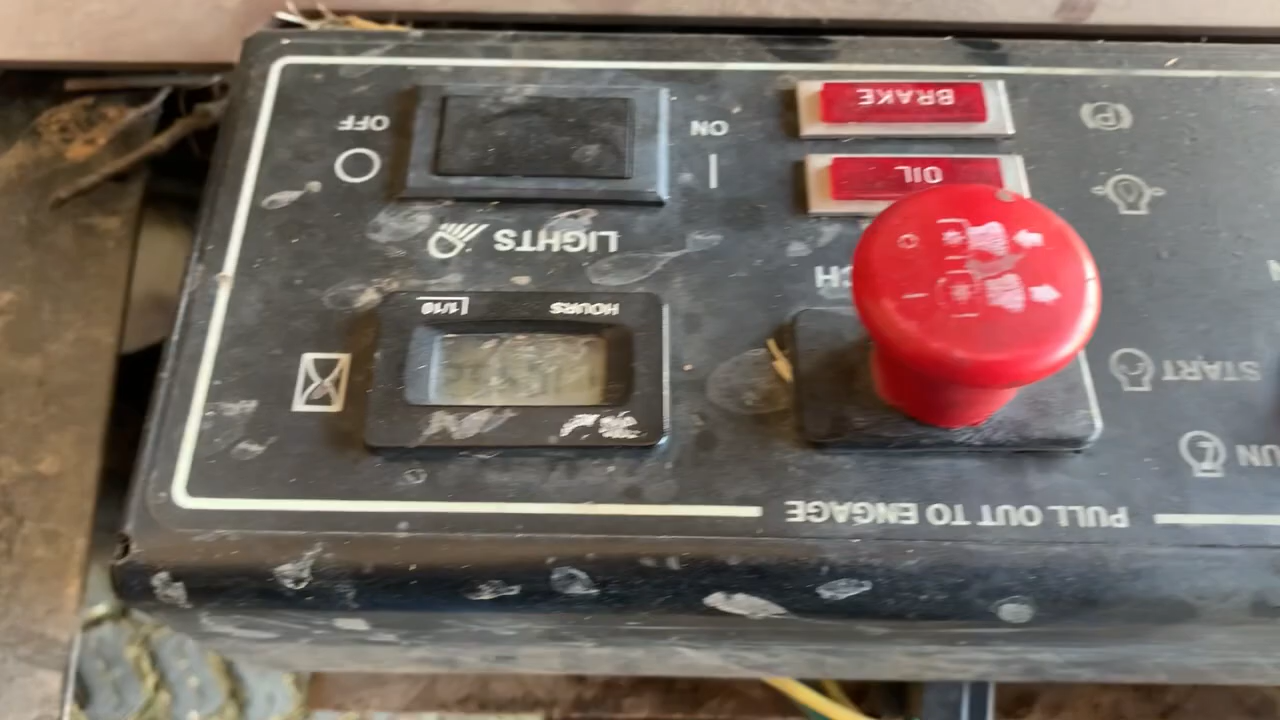 PULL OUT TO ENGAGE
START
HOURS 1/10
LIGHTS
OIL
ON
OFF
BRAKE